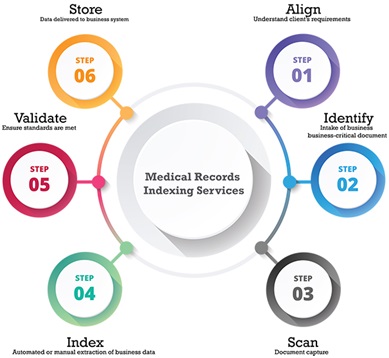 Store
Data delivered to business system
STEP
06
Align
Understand client's requirements
STEP
01
Validate
Ensure standards are met
STEP
05
Medical Records
Indexing Services
Identify
Intake of business
business-critical document
STEP
02
STEP
04
Index
Automated or manual extraction of business data
STEP
03
Scan
Document capture